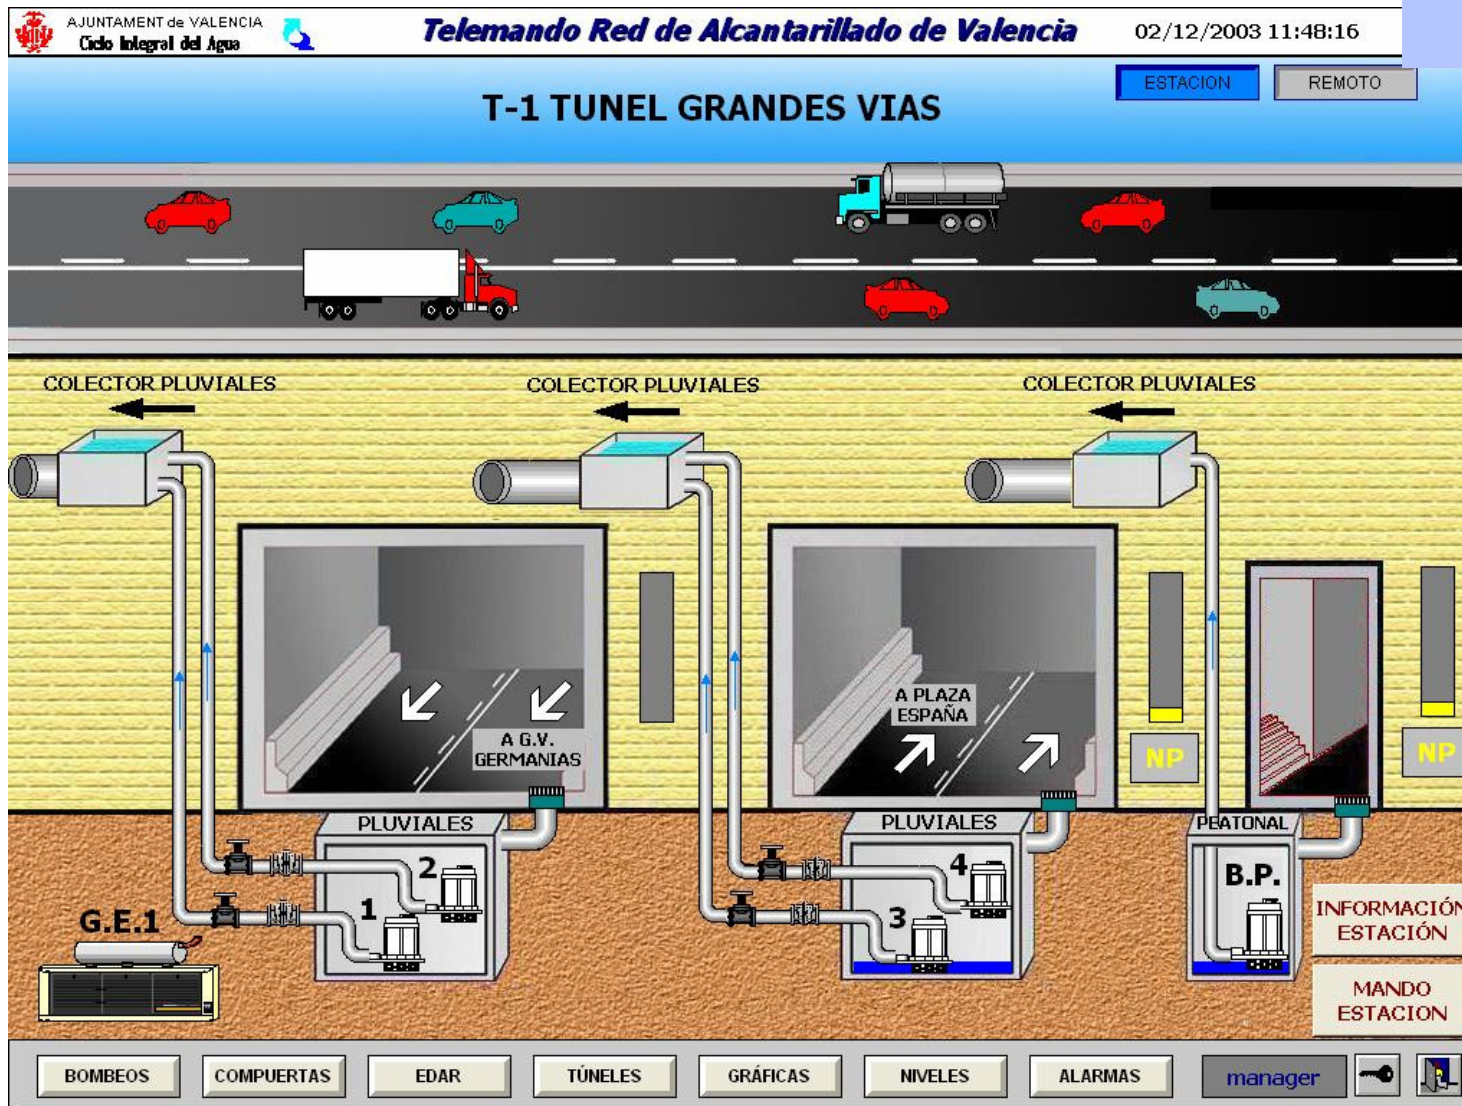 AJUNTAMENT de VALENCIA
Ciclo Integral del Agua
Telemando Red de Alcantarillado de Valencia
02/12/2003 11:48:16
ESTACION
REMOTO
T-1 TUNEL GRANDES VIAS
COLECTOR PLUVIALES
COLECTOR PLUVIALES
COLECTOR PLUVIALES
A G.V.
GERMANIAS
A PLAZA
ESPAÑA
NP
NP
PLUVIALES
PLUVIALES
PEATONAL
2
1
4
3
B.P.
G.E.1
INFORMACIÓN
ESTACIÓN
MANDO
ESTACION
BOMBEOS
COMPUERTAS
EDAR
TÚNELES
GRÁFICAS
NIVELES
ALARMAS
manager